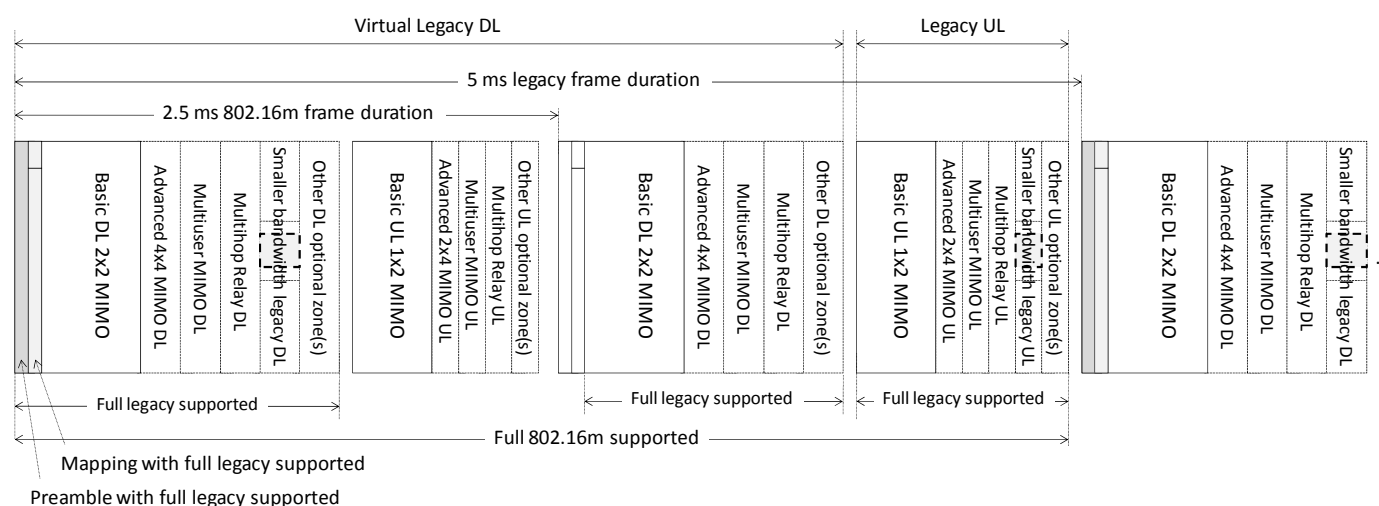 Virtual Legacy DL
Legacy UL
5 ms legacy frame duration
2.5 ms 802.16m frame duration
Basic DL 2x2 MIMO
Advanced 4x4 MIMO DL
Multiuser MIMO DL
Multihop Relay DL
Smaller bandwidth legacy DL
Other DL optional zone(s)
Basic UL 1x2 MIMO
Advanced 2x4 MIMO UL
Multiuser MIMO UL
Multihop Relay UL
Other UL optional zone(s)
Basic DL 2x2 MIMO
Advanced 4x4 MIMO DL
Multiuser MIMO DL
Multihop Relay DL
Other DL optional zone(s)
Basic UL 1x2 MIMO
Advanced 2x4 MIMO UL
Multiuser MIMO UL
Multihop Relay UL
Smaller bandwidth legacy UL
Other UL optional zone(s)
Basic DL 2x2 MIMO
Advanced 4x4 MIMO DL
Multiuser MIMO DL
Multihop Relay DL
Smaller bandwidth legacy DL
Full legacy supported
Full legacy supported
Full legacy supported
Full 802.16m supported
Mapping with full legacy supported
Preamble with full legacy supported